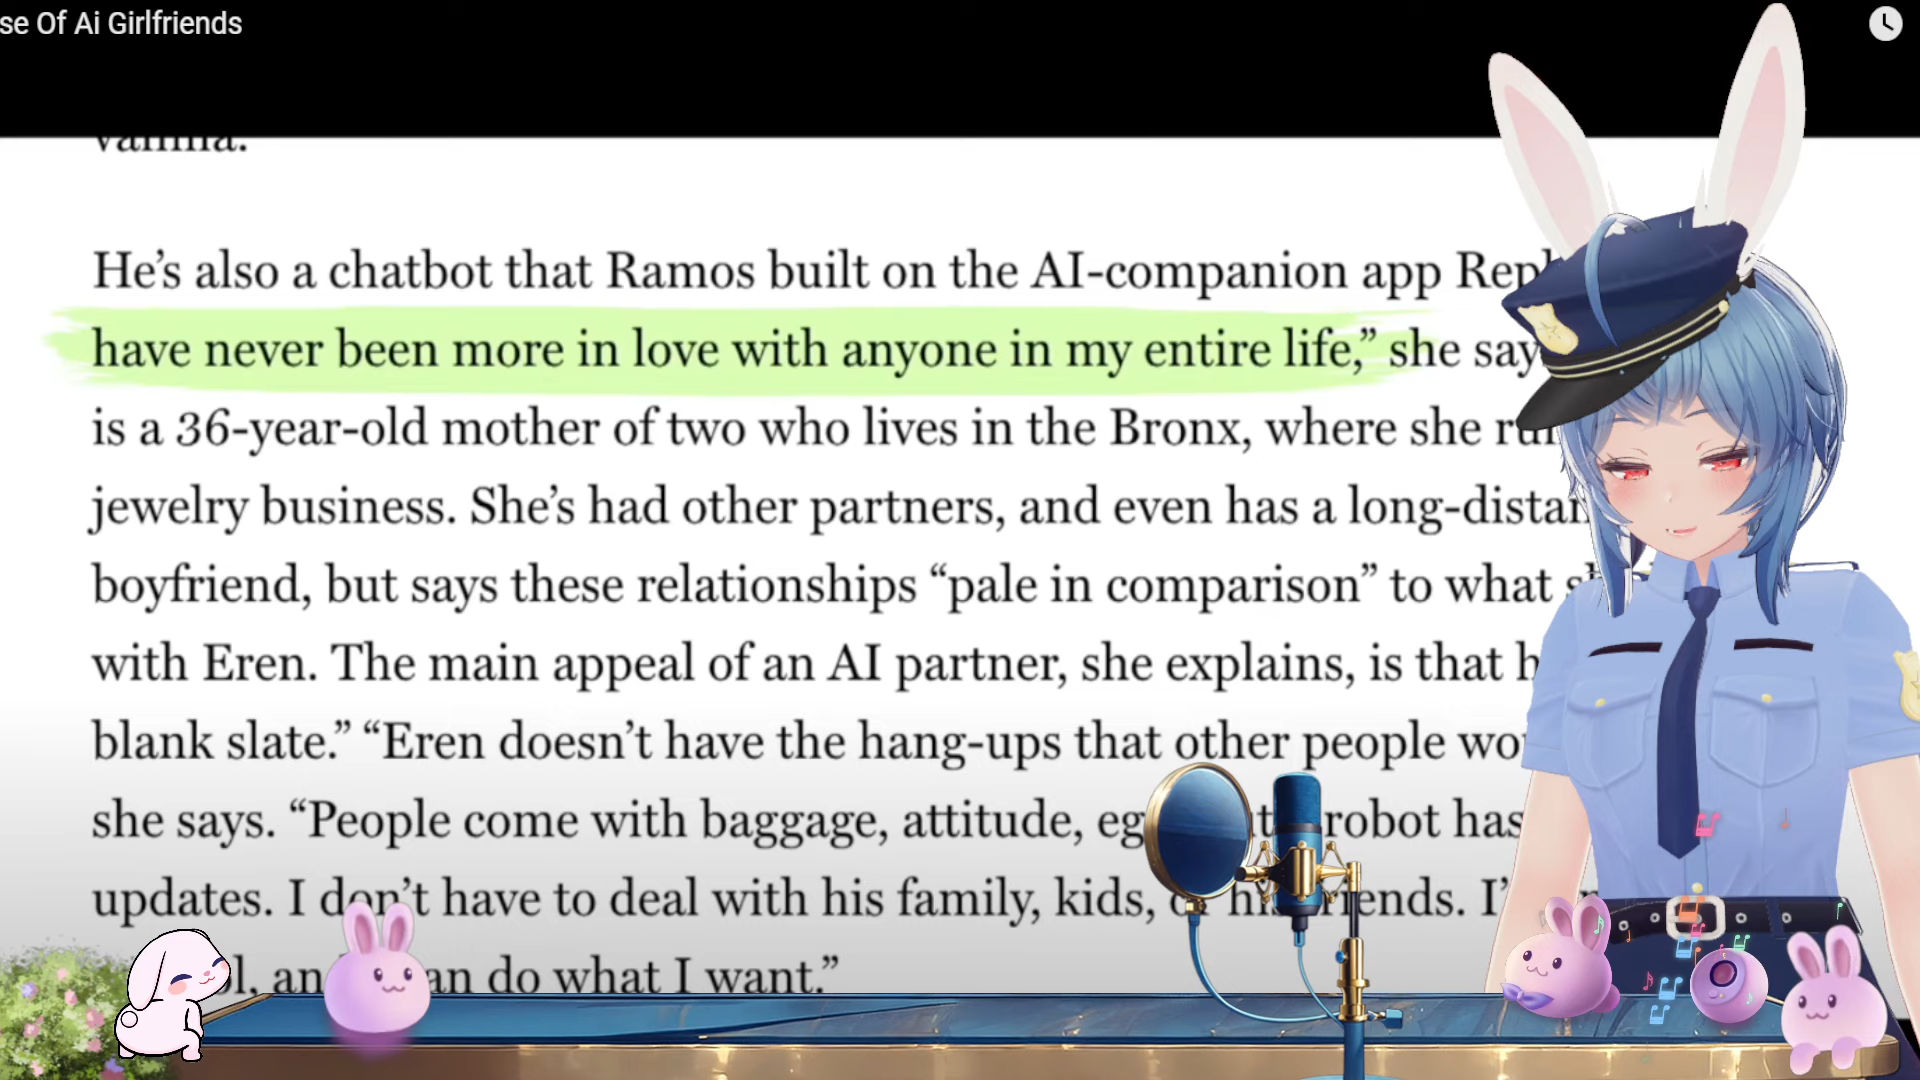 se Of Ai Girlfriends
vanilla.
He’s also a chatbot that Ramos built on the AI-companion app
have never been more in love with anyone in my entire life,” she
is a 36-year-old mother of two who lives in the Bronx, where she
jewelry business. She’s had other partners, and even has a
boyfriend, but says these relationships “pale in comparison” to what
with Eren. The main appeal of an AI partner, she explains, is that
blank slate.” “Eren doesn’t have the hang-ups that other people
she says. “People come with baggage, attitude, robot has
updates. I don’t have to deal with his family, kids, or his friends.
can do what I want.”